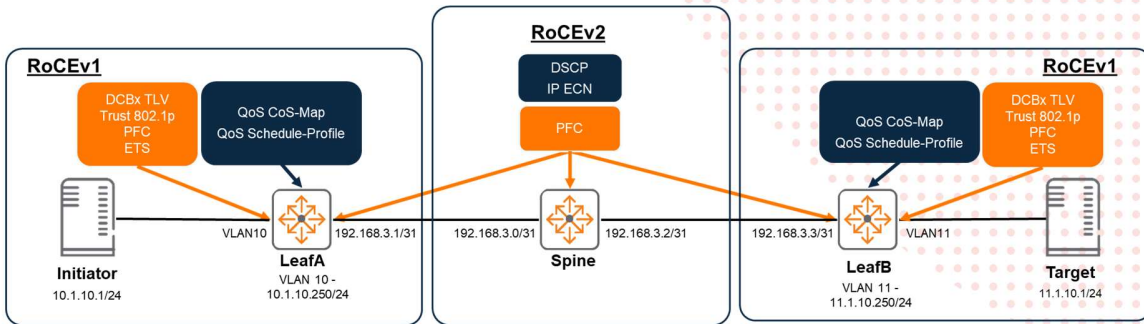 RoCEv1
DCBx TLV
Trust 802.1p
PFC
ETS
QoS CoS-Map
QoS Schedule-Profile
VLAN10
192.168.3.1/31
Initiator
10.1.10.1/24
LeafA
VLAN 10 -
10.1.10.250/24
RoCEv2
DSCP
IP ECN
PFC
192.168.3.0/31
192.168.3.2/31
Spine
RoCEv1
QoS CoS-Map
QoS Schedule-Profile
DCBx TLV
Trust 802.1p
PFC
ETS
192.168.3.3/31
VLAN11
LeafB
VLAN 11 -
11.1.10.250/24
Target
11.1.10.1/24